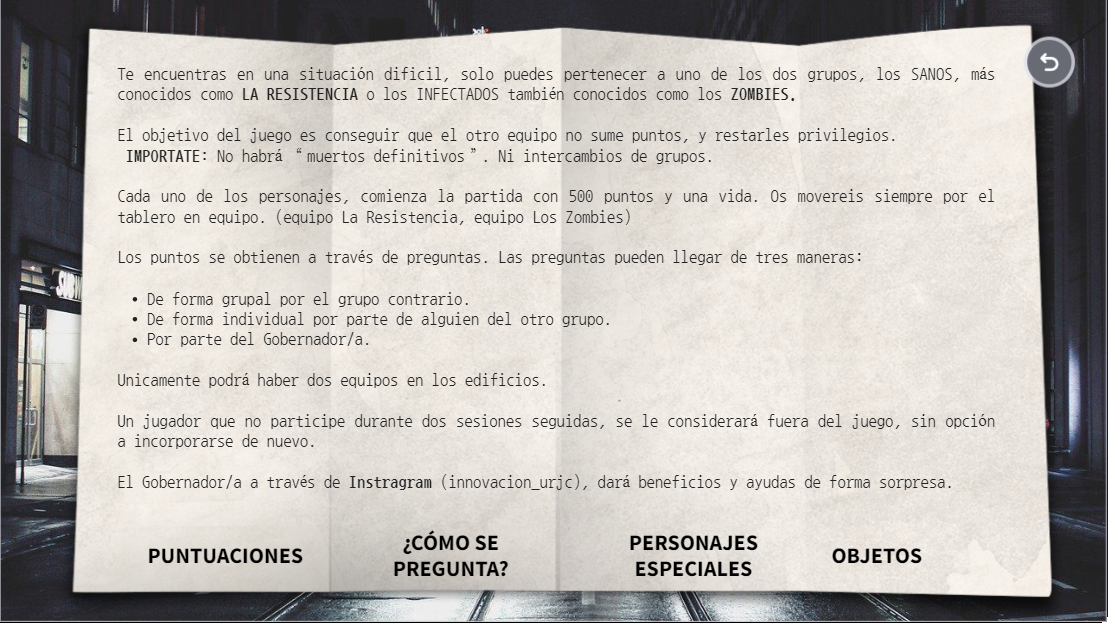 Te encuentras en una situación dificil, solo puedes pertenecer a uno de los dos grupos, los SANOS, más
conocidos como LA RESISTENCIA o los INFECTADOS también conocidos como los ZOMBIES.
El objetivo del juego es conseguir que el otro equipo no sume puntos, y restarles privilegios.
IMPORTATE: No habrá “muertos definitivos”. Ni intercambios de grupos.
Cada uno de los personajes, comienza la partida con 500 puntos y una vida. Os movereis siempre por el
tablero en equipo. (equipo La Resistencia, equipo Los Zombies)
Los puntos se obtienen a través de preguntas. Las preguntas pueden llegar de tres maneras:
• De forma grupal por el grupo contrario.
• De forma individual por parte de alguien del otro grupo.
• Por parte del Gobernador/a.
Unicamente podrá haber dos equipos en los edificios.
Un jugador que no participe durante dos sesiones seguidas, se le considerará fuera del juego, sin opción
a incorporarse de nuevo.
El Gobernador/a a través de Instragram (innovacion_urjc), dará beneficios y ayudas de forma sorpresa.
PUNTUACIONES
¿CÓMO SE
PREGUNTA?
PERSONAJES
ESPECIALES
OBJETOS